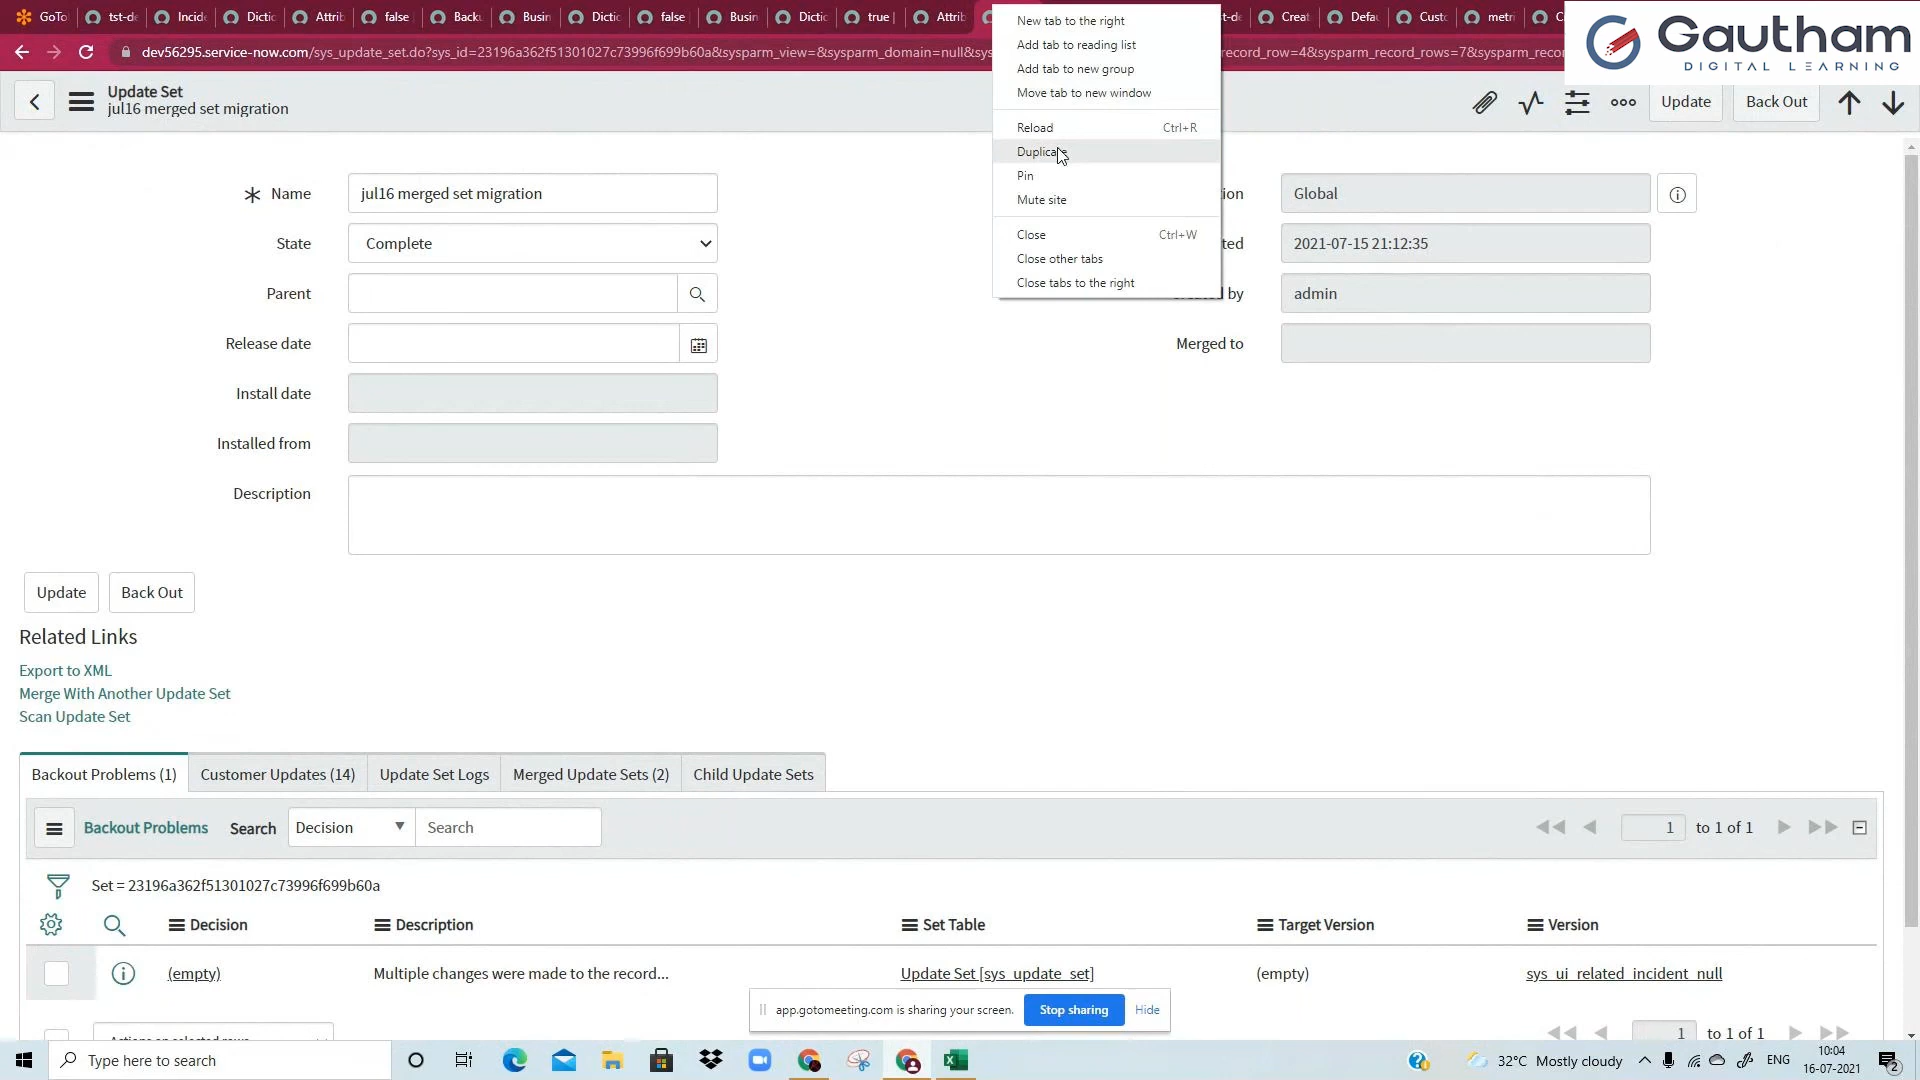 GoTo tst-de Incide Dictio Attrib false Backu Busin Dictio false Busin Dictio true Attrib Creat Defau Custo metri
dev56295.service-now.com/sys_update_set.do?sys_id=23196a362f51301027c73996f699b60a&sysparm_view=&sysparm_domain=null&sys
ecord_row=4&sysparm_record_rows=7&sysparm_reco
Gautham
DIGITAL LEARNING
New tab to the right
Add tab to reading list
Add tab to new group
Move tab to new window
Reload Ctrl+R
Duplicate
Pin
Mute site
Close Ctrl+W
Close other tabs
Close tabs to the right
Update Set
jul16 merged set migration
Update Back Out
Name jul16 merged set migration
State Complete
Parent
Release date
Install date
Installed from
Description
Global
2021-07-15 21:12:35
by admin
Merged to
Update Back Out
Related Links
Export to XML
Merge With Another Update Set
Scan Update Set
Backout Problems (1) Customer Updates (14) Update Set Logs Merged Update Sets (2) Child Update Sets
Backout Problems Search Decision Search 1 to 1 of 1
Set = 23196a362f51301027c73996f699b60a
Decision Description Set Table Target Version Version
(empty) Multiple changes were made to the record... Update Set [sys_update_set] (empty) sys_ui_related_incident_null
app.gotomeeting.com is sharing your screen. Stop sharing Hide
1 to 1 of 1
Type here to search
32°C Mostly cloudy ENG 10:04
16-07-2021 2